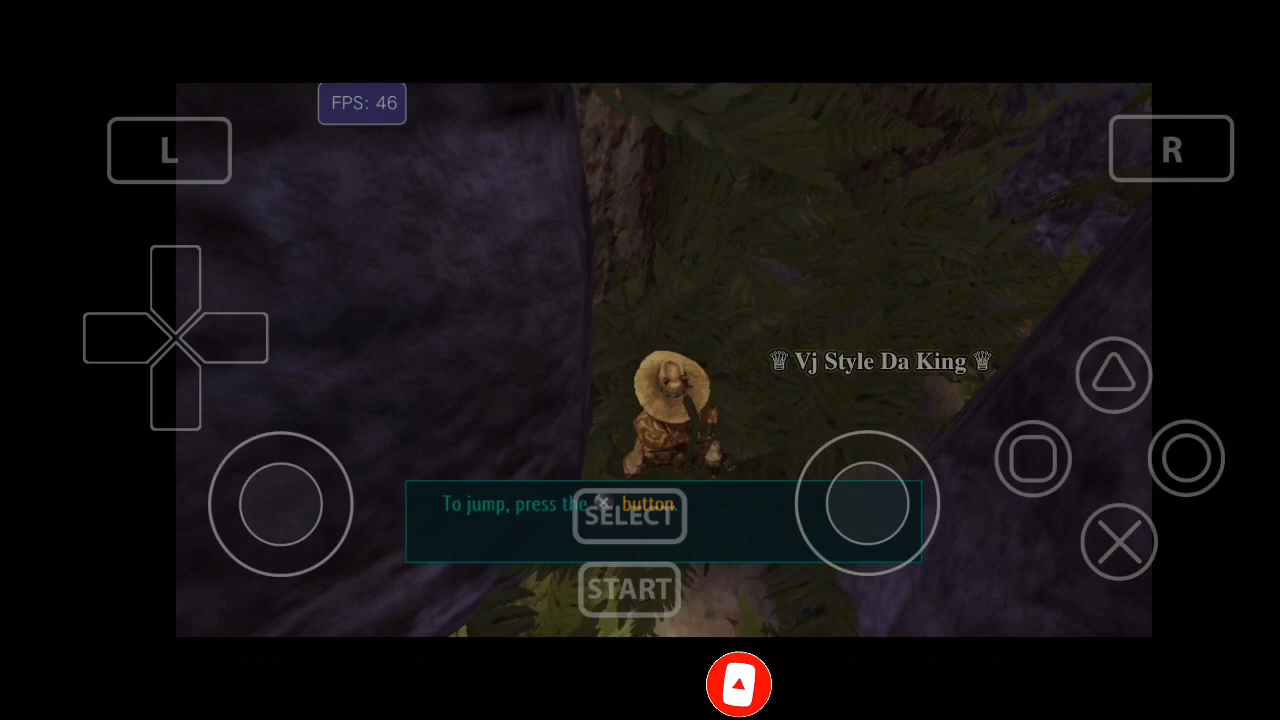 FPS: 46
L
R
♕ Vj Style Da King ♕
To jump, press the ✕ button.
SELECT
START